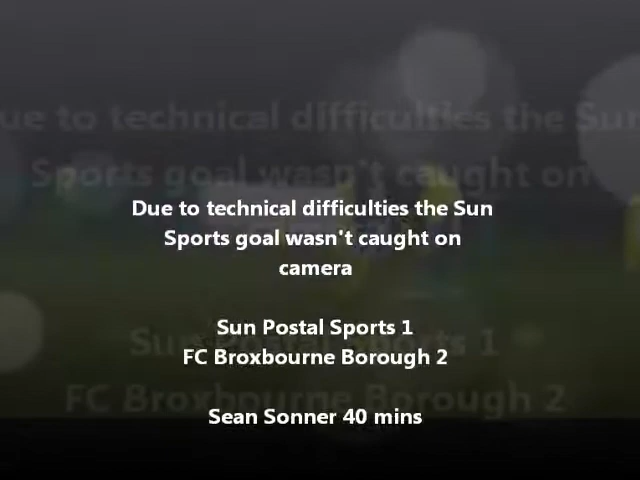 Due to technical difficulties the Sun
Sports goal wasn't caught on
camera
Sun Postal Sports 1
FC Broxbourne Borough 2
Sean Sonner 40 mins